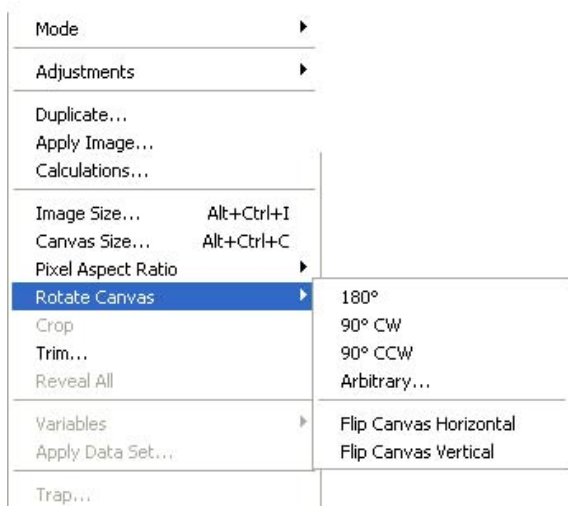 Mode
Adjustments
Duplicate...
Apply Image...
Calculations...
Image Size... Alt+Ctrl+I
Canvas Size... Alt+Ctrl+C
Pixel Aspect Ratio
Rotate Canvas
Crop
Trim...
Reveal All
Variables
Apply Data Set...
Trap...
180°
90° CW
90° CCW
Arbitrary...
Flip Canvas Horizontal
Flip Canvas Vertical